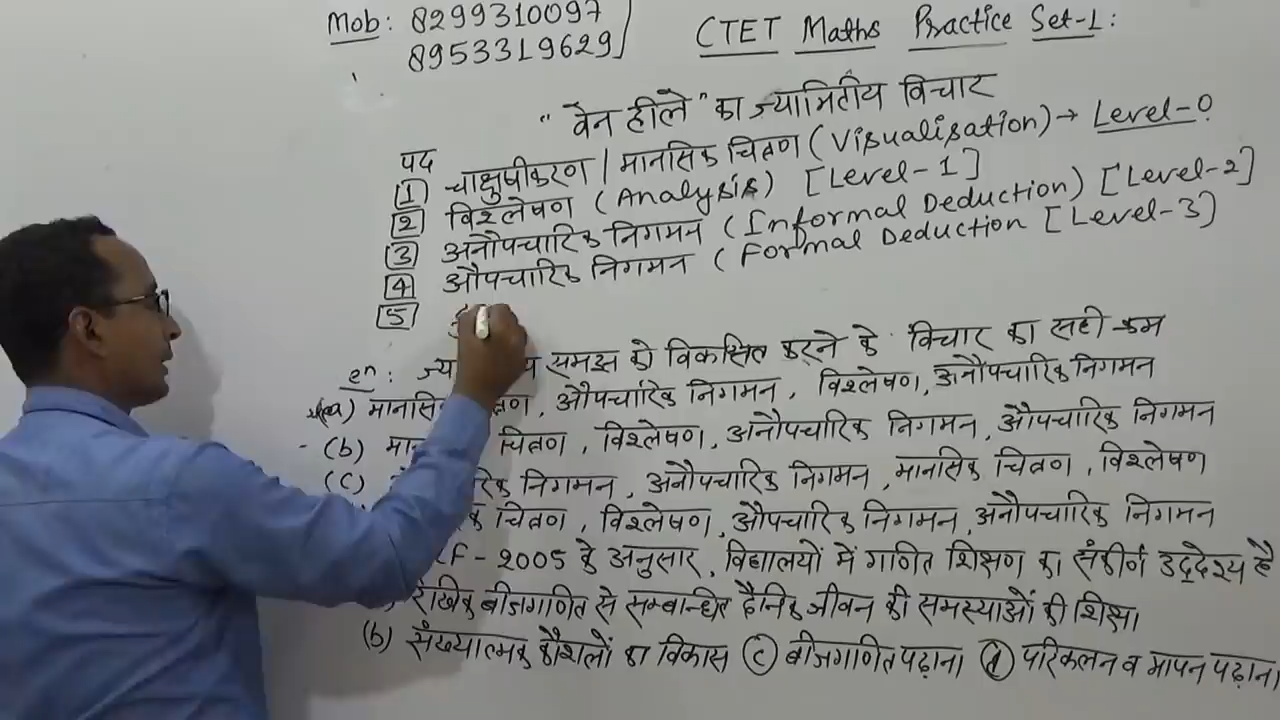 Mob: 8299310097
8953319629
CTET Maths Practice Set-1:
"वेन हीले" का ज्यामितीय विचार
पद
1 चाक्षुषीकरण / मानसिक चित्रण (Visualisation) → Level-0
2 विश्लेषण (Analysis) [Level-1]
3 अनौपचारिक निगमन (Informal Deduction) [Level-2]
4 औपचारिक निगमन (Formal Deduction [Level-3)
5
eⁿ: समझ को विकसित करने के विचार का सही क्रम
(a) औपचारिक निगमन, विश्लेषण, अनौपचारिक निगमन
(b) चित्रण, विश्लेषण, अनौपचारिक निगमन, औपचारिक निगमन
(C) निगमन, अनौपचारिक निगमन, मानसिक चित्रण, विश्लेषण
चित्रण, विश्लेषण, औपचारिक निगमन, अनौपचारिक निगमन
CF-2005 के अनुसार, विद्यालयों में गणित शिक्षण का संकीर्ण उद्देश्य है
रैखिक बीजगणित से सम्बन्धित दैनिक जीवन की समस्याओं की शिक्षा
(b) संख्यात्मक कौशलों का विकास (c) बीजगणित पढ़ाना (d) परिकलन व मापन पढ़ाना